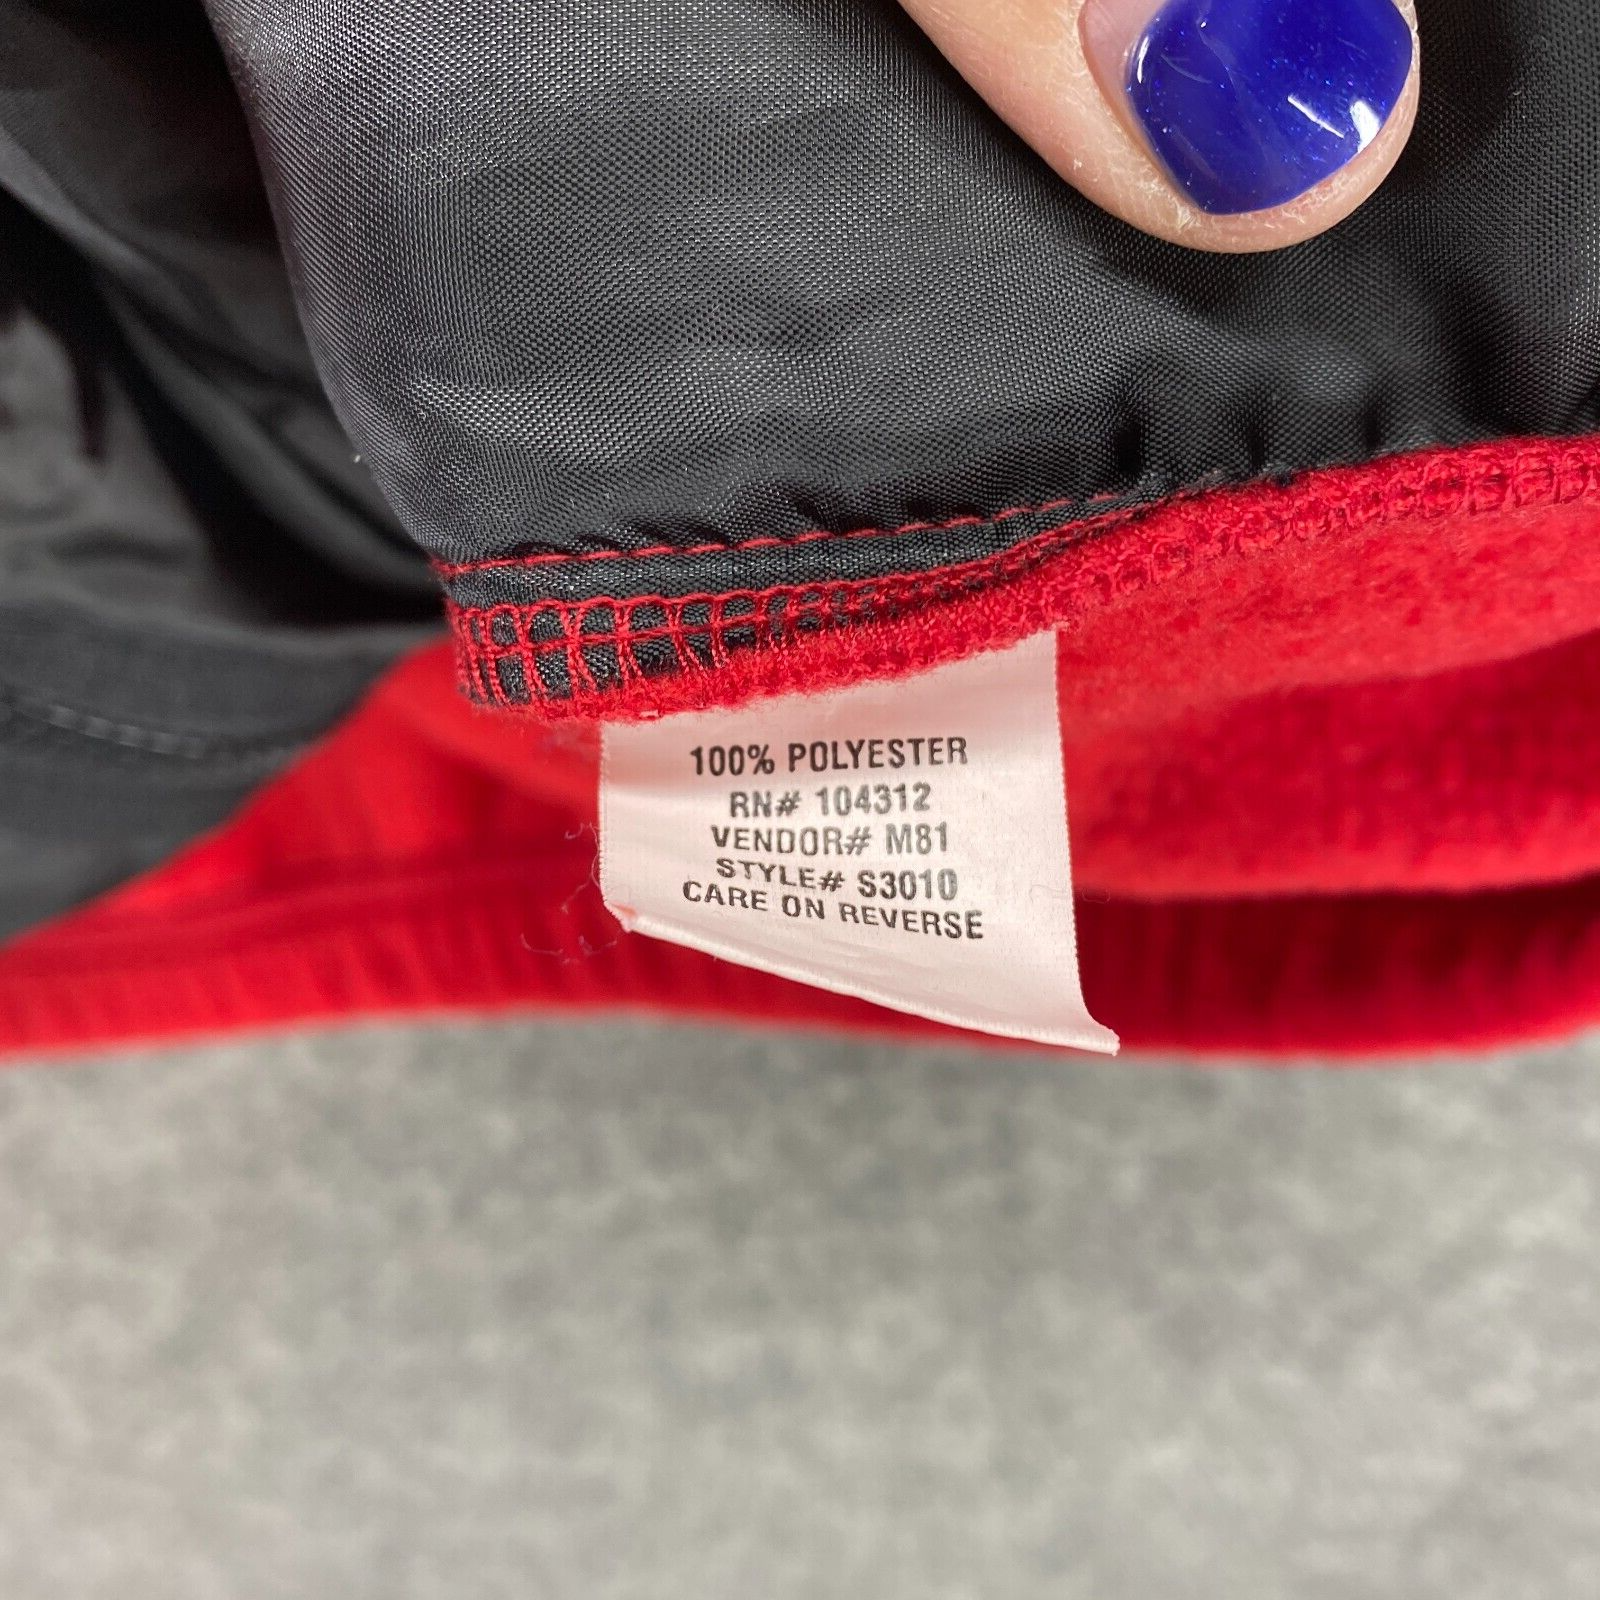 100% POLYESTER
RN# 104312
VENDOR# M81
STYLE# S3010
CARE ON REVERSE